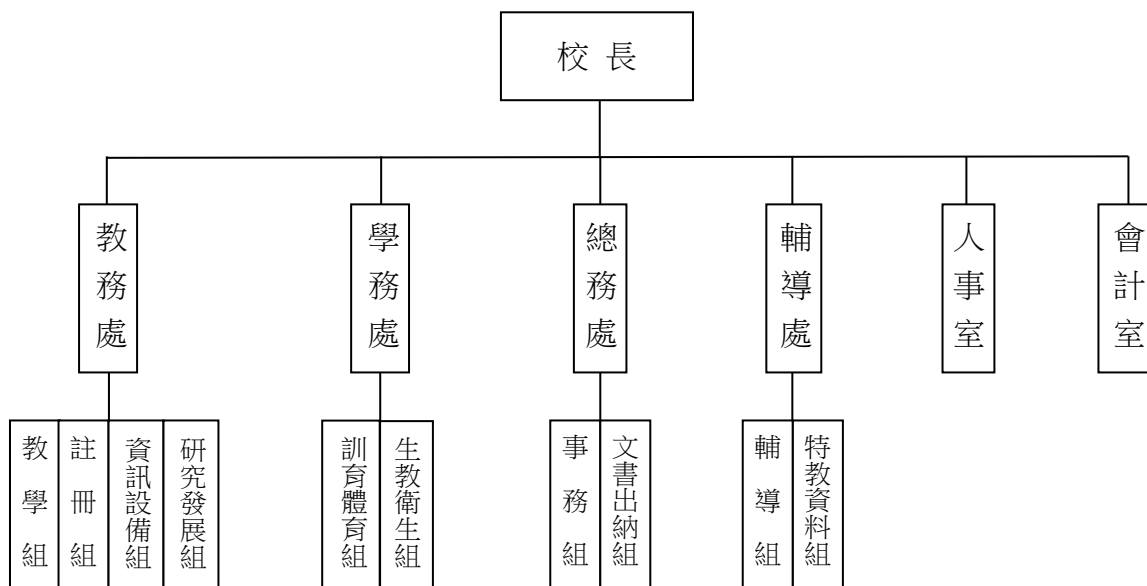 校長
教務處
學務處
總務處
輔導處
人事室
會計室
教學組
註冊組
資訊設備組
研究發展組
訓育體育組
生教衛生組
事務組
文書出納組
輔導組
特教資料組